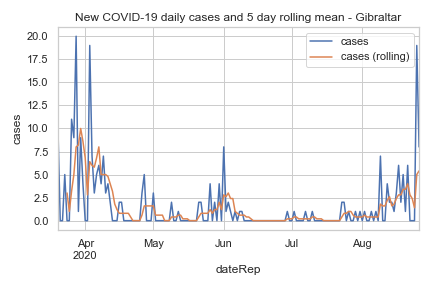 New COVID-19 daily cases and 5 day rolling mean - Gibraltar
cases
cases (rolling)
20.0
17.5
15.0
12.5
10.0
7.5
5.0
2.5
0.0
cases
Apr
2020
May
Jun
Jul
Aug
dateRep